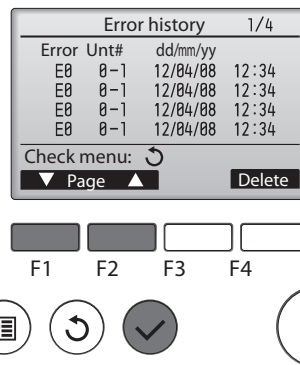 Error history 1/4
Error Unt# dd/mm/yy
E0 0-1 12/04/08 12:34
E0 0-1 12/04/08 12:34
E0 0-1 12/04/08 12:34
E0 0-1 12/04/08 12:34
Check menu:
▼ Page ▲ Delete
F1 F2 F3 F4